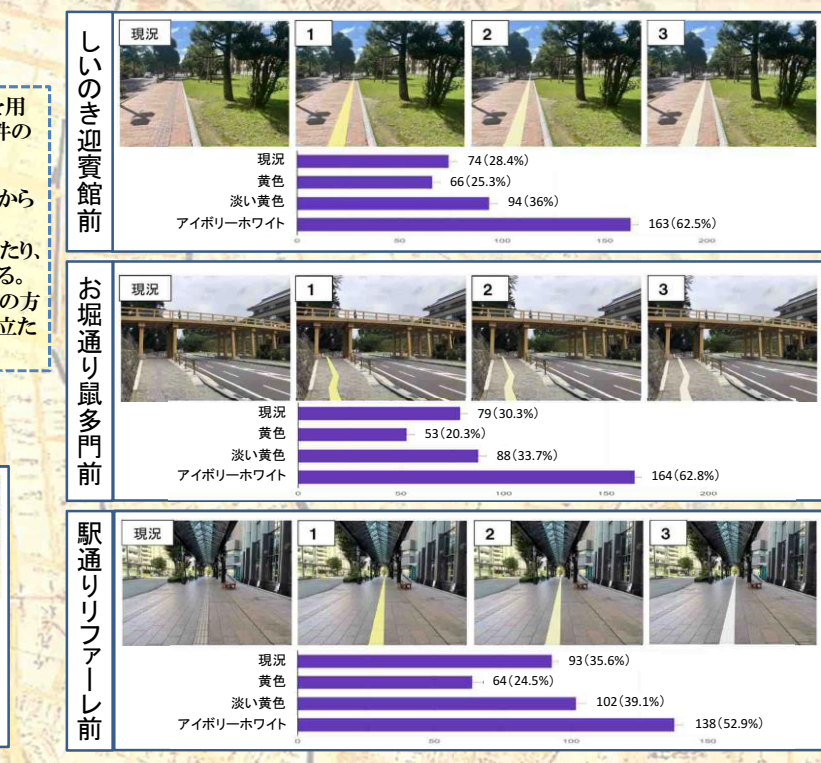 用
件の
から
たり、
る。
の方
立た
しいのき迎賓館前
現況
1
2
3
現況 74(28.4%)
黄色 66(25.3%)
淡い黄色 94(36%)
アイボリーホワイト 163(62.5%)
0 50 100 150 200
お堀通り鼠多門前
現況
1
2
3
現況 79(30.3%)
黄色 53(20.3%)
淡い黄色 88(33.7%)
アイボリーホワイト 164(62.8%)
0 50 100 150 200
駅通りリファーレ前
現況
1
2
3
現況 93(35.6%)
黄色 64(24.5%)
淡い黄色 102(39.1%)
アイボリーホワイト 138(52.9%)
0 50 100 150